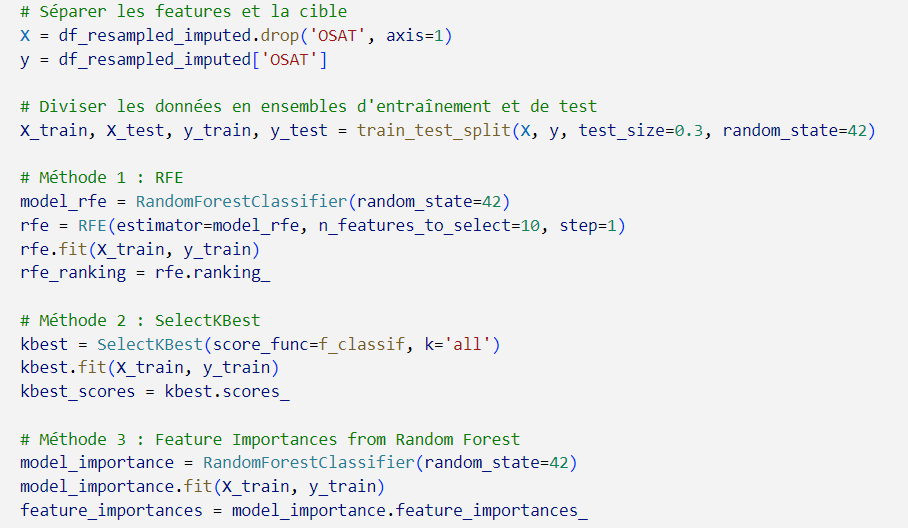 # Séparer les features et la cible
X = df_resampled_imputed.drop('OSAT', axis=1)
y = df_resampled_imputed['OSAT']
# Diviser les données en ensembles d'entraînement et de test
X_train, X_test, y_train, y_test = train_test_split(X, y, test_size=0.3, random_state=42)
# Méthode 1 : RFE
model_rfe = RandomForestClassifier(random_state=42)
rfe = RFE(estimator=model_rfe, n_features_to_select=10, step=1)
rfe.fit(X_train, y_train)
rfe_ranking = rfe.ranking_
# Méthode 2 : SelectKBest
kbest = SelectKBest(score_func=f_classif, k='all')
kbest.fit(X_train, y_train)
kbest_scores = kbest.scores_
# Méthode 3 : Feature Importances from Random Forest
model_importance = RandomForestClassifier(random_state=42)
model_importance.fit(X_train, y_train)
feature_importances = model_importance.feature_importances_